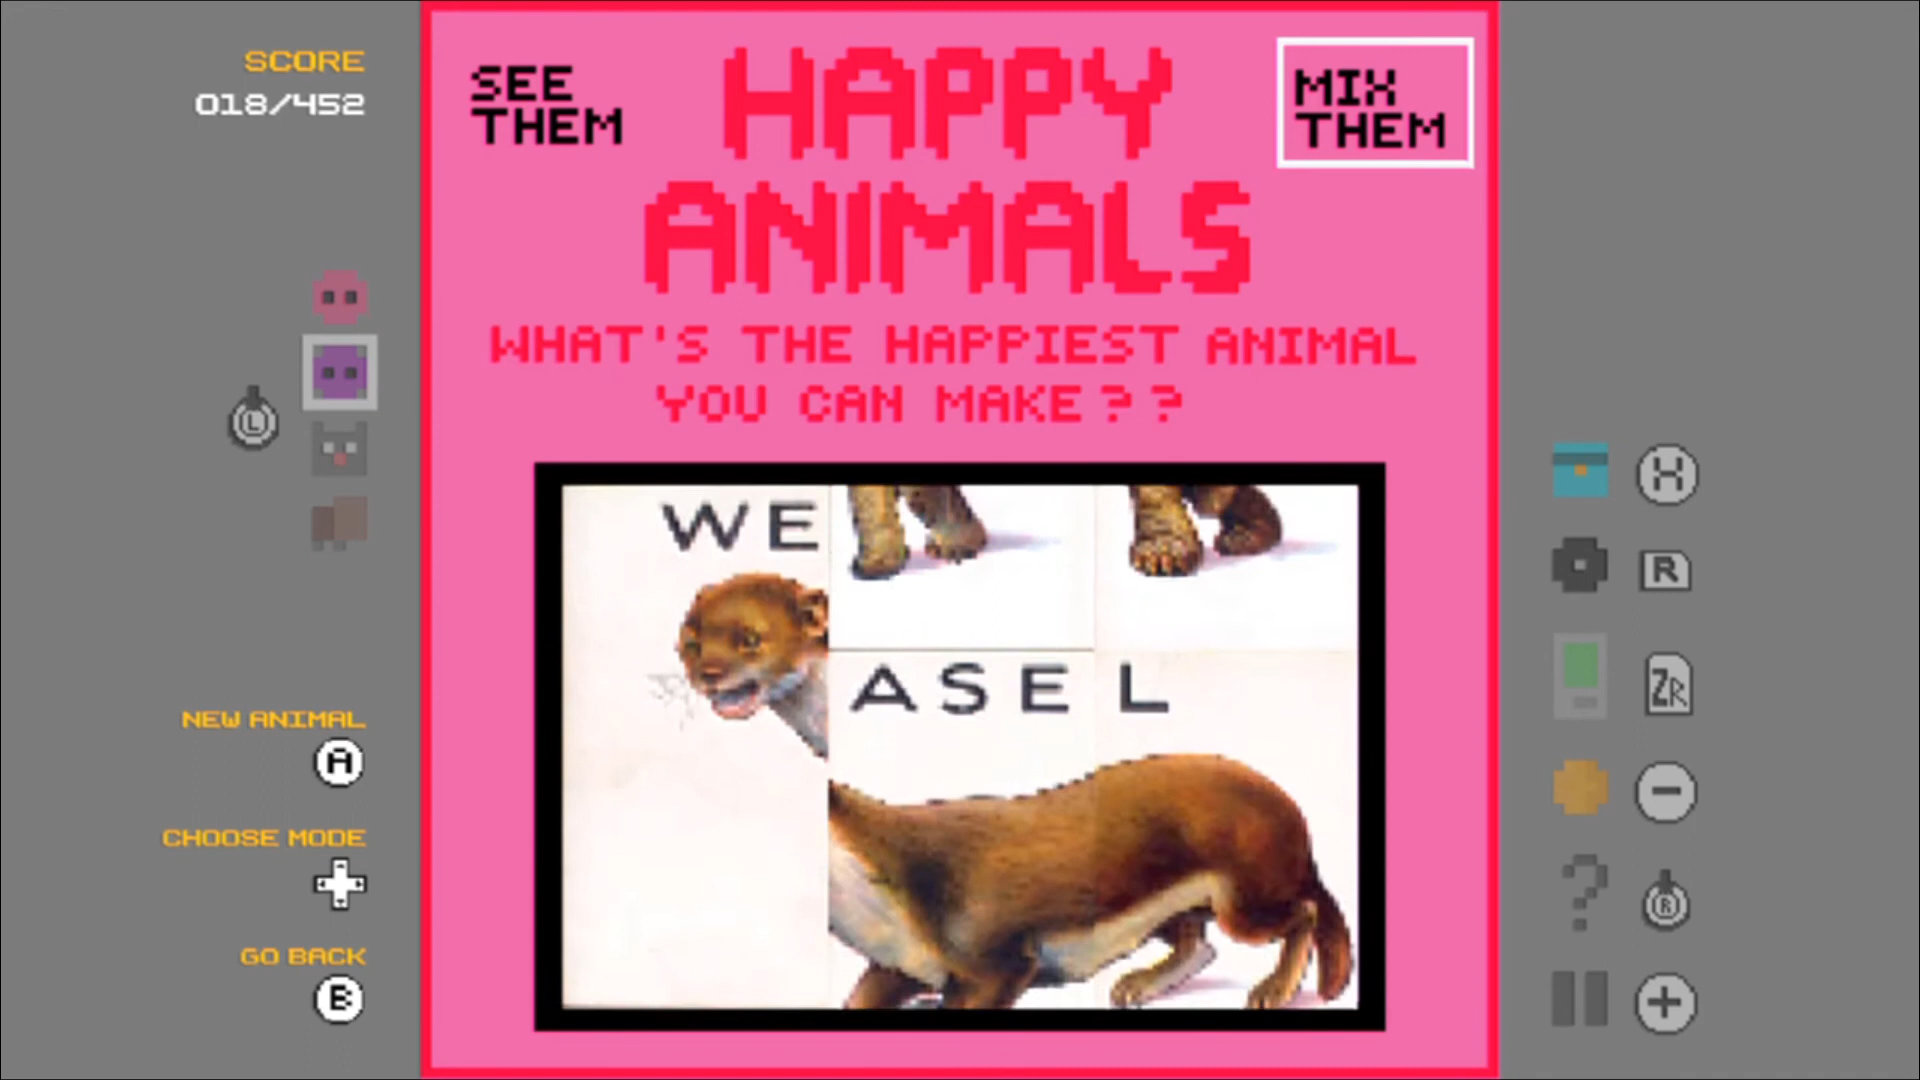 SCORE
018/452
SEE
THEM
HAPPY
ANIMALS
MIX
THEM
WHAT'S THE HAPPIEST ANIMAL
YOU CAN MAKE??
WE
ASEL
L
X
R
ZR
NEW ANIMAL
A
CHOOSE MODE
GO BACK
B
R